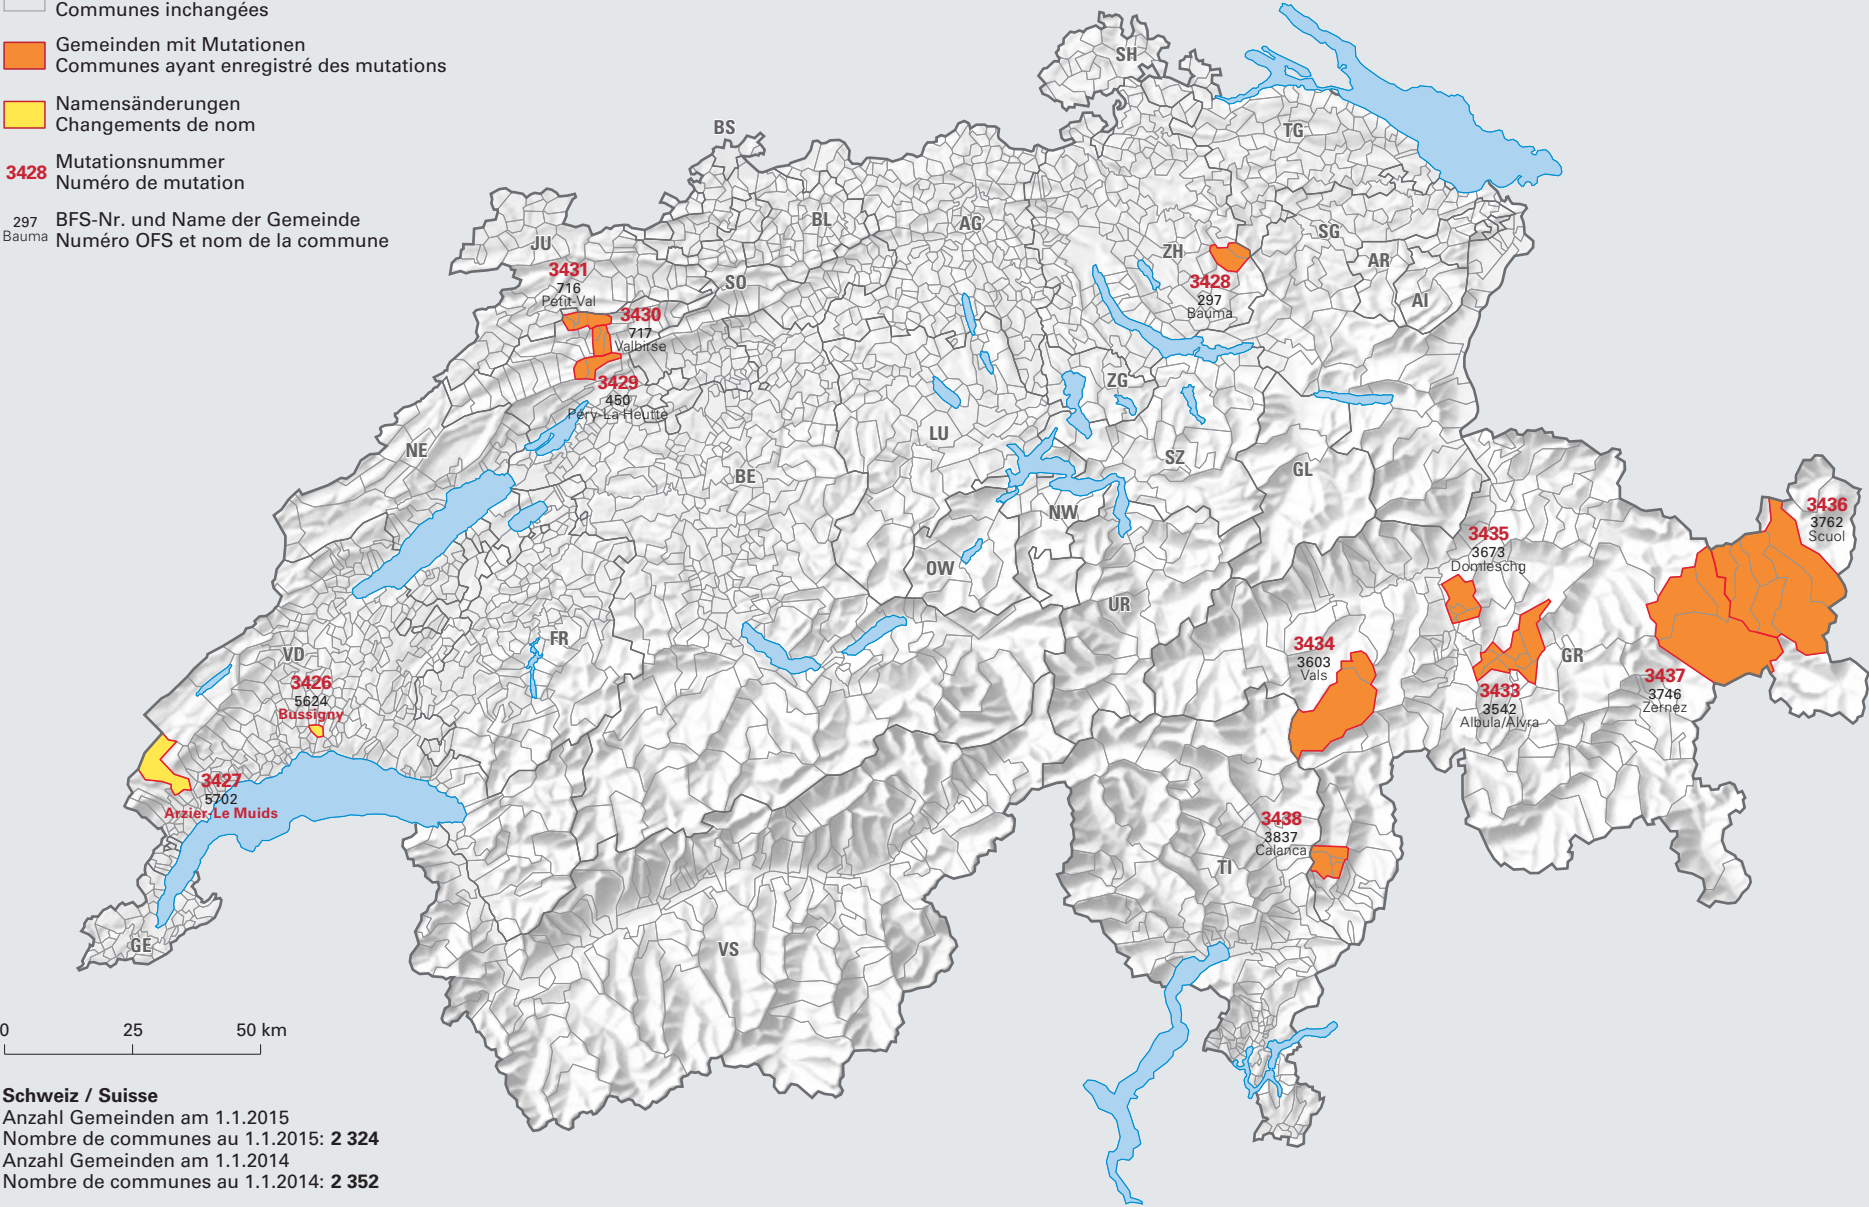 Communes inchangées
Gemeinden mit Mutationen
Communes ayant enregistré des mutations
Namensänderungen
Changements de nom
3428
Mutationsnummer
Numéro de mutation
297
Bauma
BFS-Nr. und Name der Gemeinde
Numéro OFS et nom de la commune
SH
BS
TG
BL
AG
JU
ZH
SG
AR
AI
SO
3431
716
Petit-Val
3430
717
Valbirse
3429
450
Péry-La Heutte
3428
297
Bauma
ZG
LU
NE
BE
SZ
GL
NW
OW
UR
FR
VD
GR
3436
3762
Scuol
3435
3673
Domleschg
3434
3603
Vals
3433
3542
Albula/Alvra
3437
3746
Zernez
3426
5624
Bussigny
3427
5702
Arzier-Le Muids
3438
3837
Calanca
TI
VS
GE
0 25 50 km
Schweiz / Suisse
Anzahl Gemeinden am 1.1.2015
Nombre de communes au 1.1.2015: 2 324
Anzahl Gemeinden am 1.1.2014
Nombre de communes au 1.1.2014: 2 352